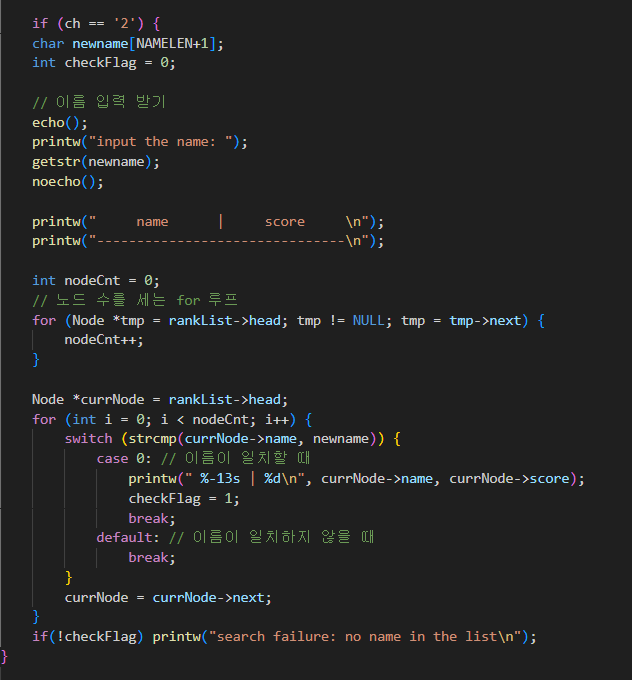 if (ch == '2') {
char newname[NAMELEN+1];
int checkFlag = 0;

// 이름 입력 받기
echo();
printw("input the name: ");
getstr(newname);
noecho();

printw("     name      |     score     \n");
printw("-------------------------------\n");

int nodeCnt = 0;
// 노드 수를 세는 for 루프
for (Node *tmp = rankList->head; tmp != NULL; tmp = tmp->next) {
    nodeCnt++;
}

Node *currNode = rankList->head;
for (int i = 0; i < nodeCnt; i++) {
    switch (strcmp(currNode->name, newname)) {
        case 0: // 이름이 일치할 때
            printw(" %-13s | %d\n", currNode->name, currNode->score);
            checkFlag = 1;
            break;
        default: // 이름이 일치하지 않을 때
            break;
    }
    currNode = currNode->next;
}
if(!checkFlag) printw("search failure: no name in the list\n");
}